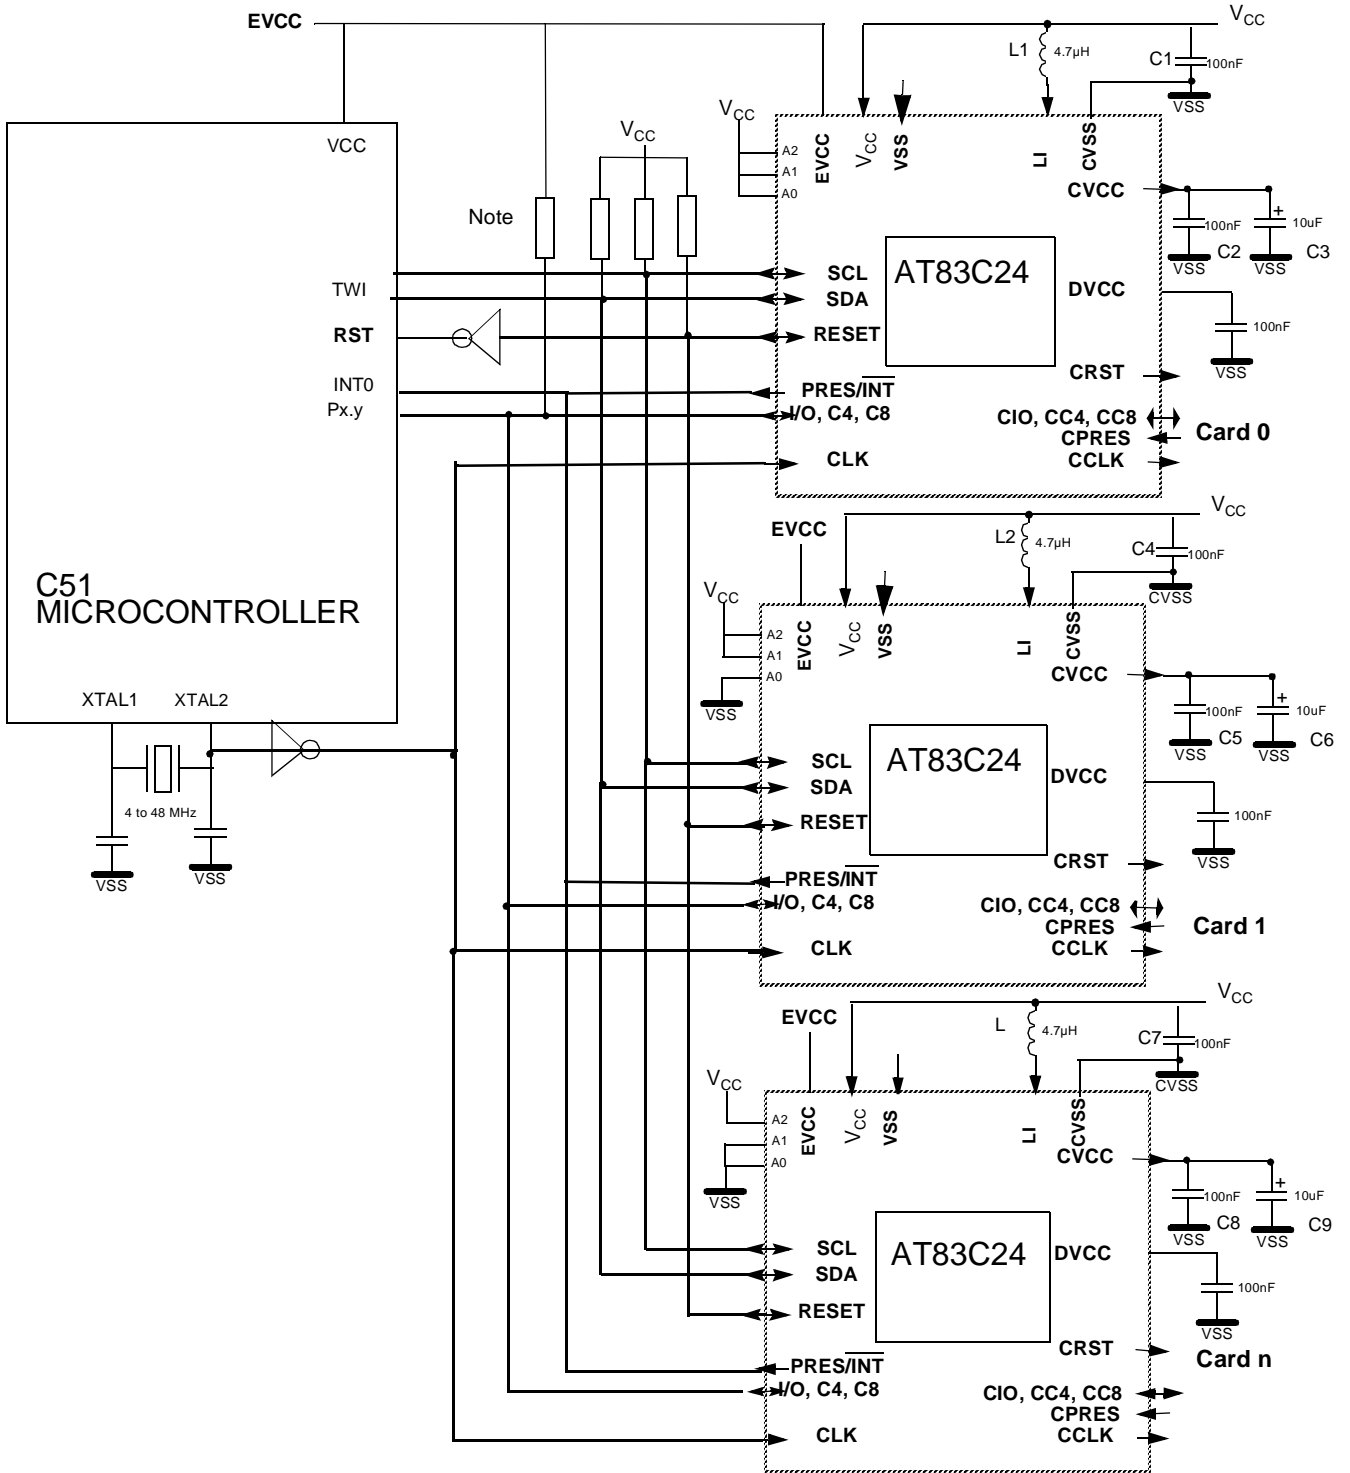 EVCC
VCC
L1
4.7µH
C1
100nF
VSS
VCC
A2
A1
A0
EVCC
VCC
VSS
LI
CVSS
VCC
VCC
Note
CVCC
100nF
+
10uF
VSS
C2
VSS
C3
AT83C24
SCL
TWI
SDA
DVCC
RST
RESET
100nF
VSS
INT0
PRES/INT
CRST
Px.y
I/O, C4, C8
CIO, CC4, CC8
Card 0
CPRES
CLK
CCLK
C51
MICROCONTROLLER
XTAL1
XTAL2
4 to 48 MHz
VSS
VSS
VCC
EVCC
L2
4.7µH
C4
100nF
CVSS
VCC
A2
A1
A0
VSS
EVCC
VCC
VSS
LI
CVSS
CVCC
100nF
+
10uF
C5
C6
VSS
VSS
AT83C24
SCL
SDA
DVCC
RESET
100nF
VSS
CRST
PRES/INT
I/O, C4, C8
CIO, CC4, CC8
CPRES
Card 1
CLK
CCLK
VCC
EVCC
L
4.7µH
C7
100nF
CVSS
VCC
A2
A1
A0
VSS
EVCC
VCC
VSS
LI
CVSS
CVCC
100nF
+
10uF
C8
C9
VSS
VSS
AT83C24
SCL
DVCC
SDA
100nF
RESET
VSS
CRST
Card n
PRES/INT
I/O, C4, C8
CIO, CC4, CC8
CPRES
CLK
CCLK